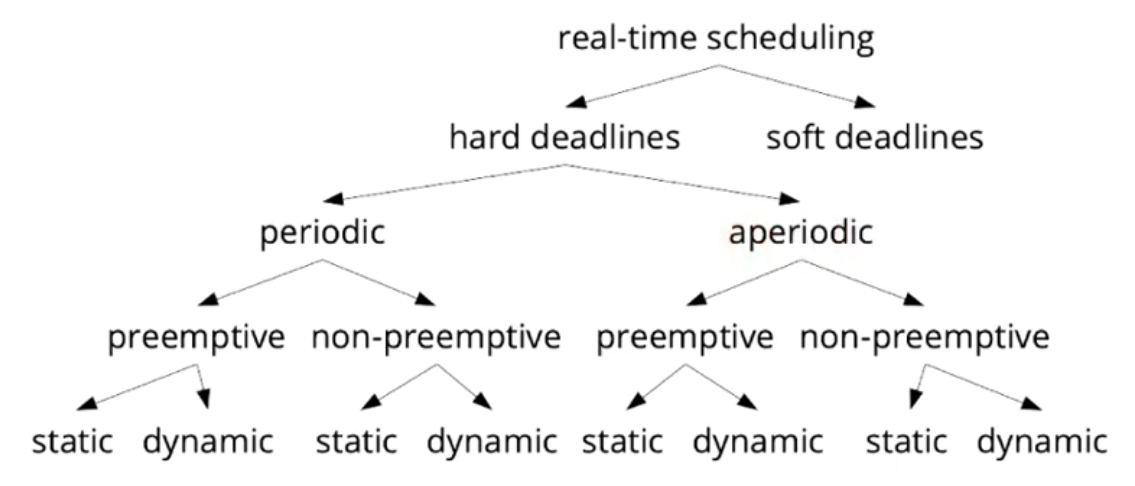 real-time scheduling
hard deadlines soft deadlines
periodic aperiodic
preemptive non-preemptive preemptive non-preemptive
static dynamic static dynamic static dynamic static dynamic